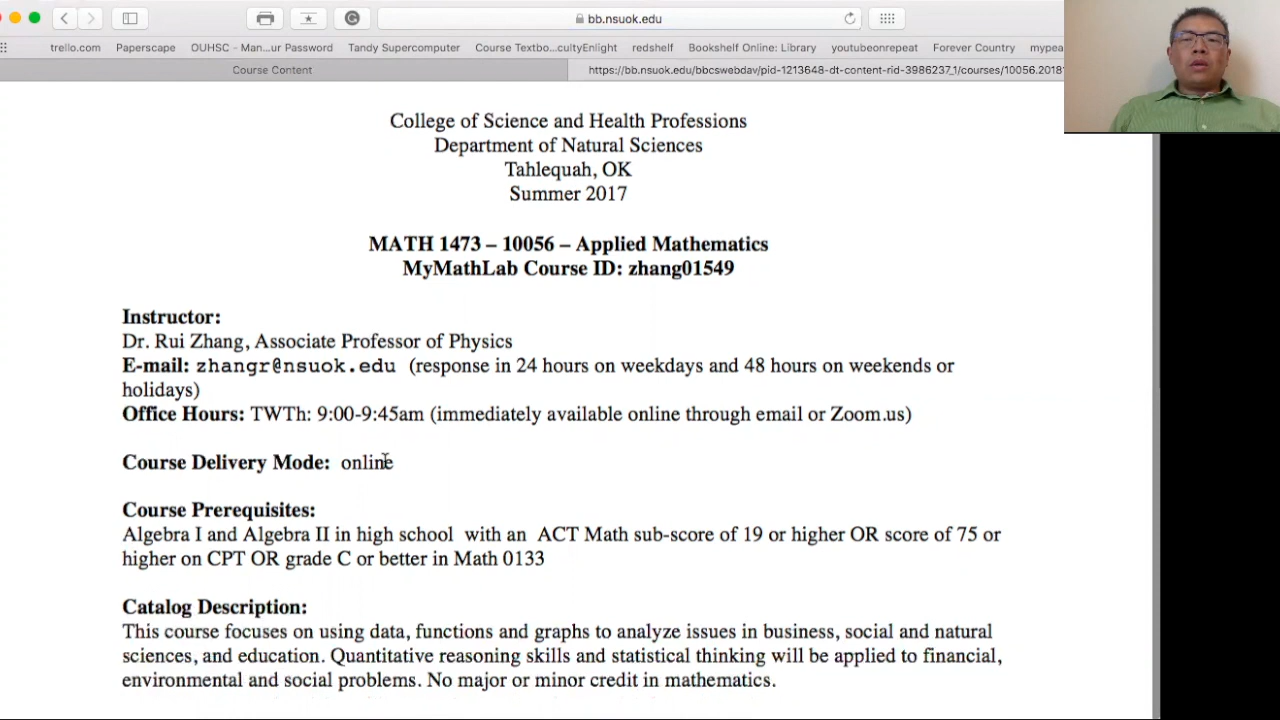 bb.nsuok.edu
trello.com Paperscape OUHSC - Man...ur Password Tandy Supercomputer Course Textbo...cultyEnlight redshelf Bookshelf Online: Library youtubeonrepeat Forever Country mypea
Course Content https://bb.nsuok.edu/bbcswebdav/pid-1213648-dt-content-rid-3986237_1/courses/10056.2018
College of Science and Health Professions
Department of Natural Sciences
Tahlequah, OK
Summer 2017
MATH 1473 – 10056 – Applied Mathematics
MyMathLab Course ID: zhang01549
Instructor:
Dr. Rui Zhang, Associate Professor of Physics
E-mail: zhangr@nsuok.edu (response in 24 hours on weekdays and 48 hours on weekends or
holidays)
Office Hours: TWTh: 9:00-9:45am (immediately available online through email or Zoom.us)
Course Delivery Mode: online
Course Prerequisites:
Algebra I and Algebra II in high school with an ACT Math sub-score of 19 or higher OR score of 75 or
higher on CPT OR grade C or better in Math 0133
Catalog Description:
This course focuses on using data, functions and graphs to analyze issues in business, social and natural
sciences, and education. Quantitative reasoning skills and statistical thinking will be applied to financial,
environmental and social problems. No major or minor credit in mathematics.